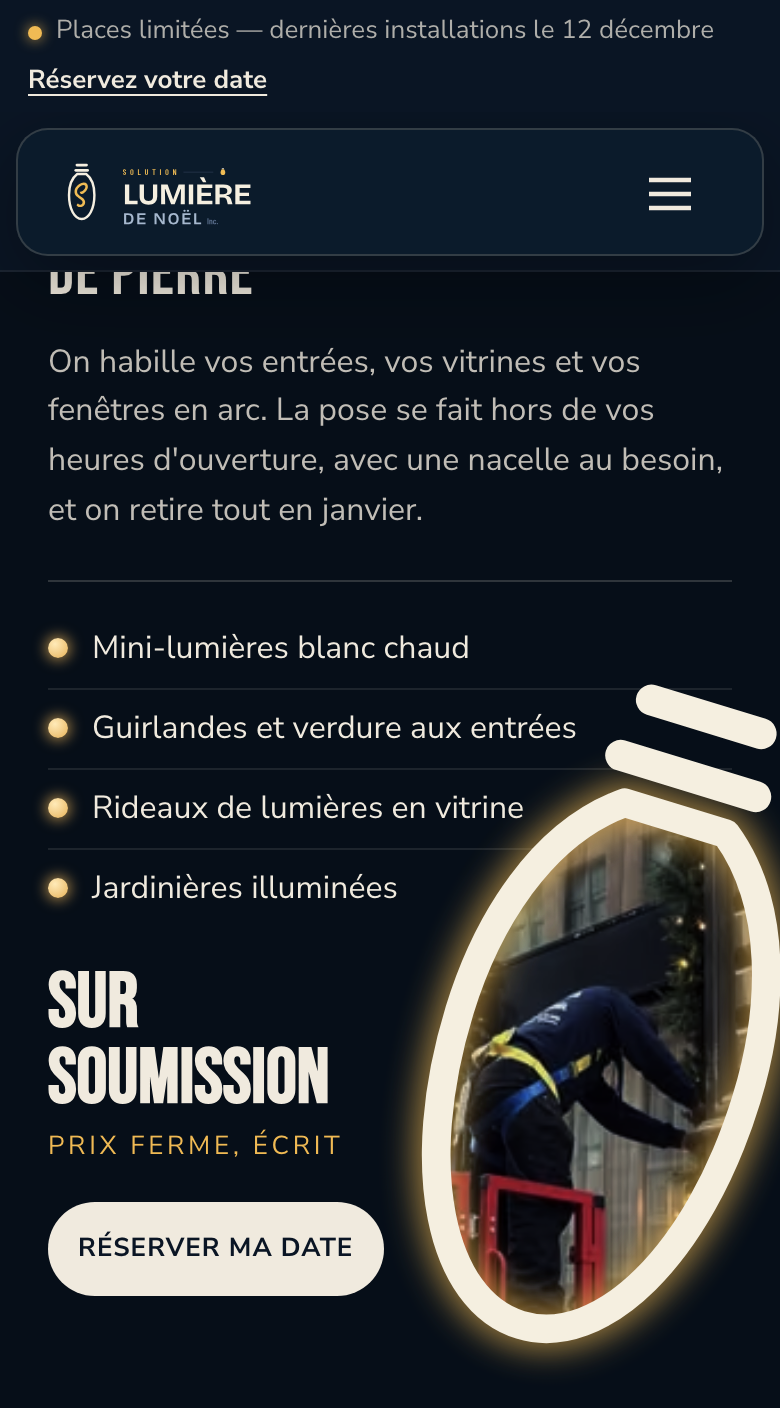 Places limitées — dernières installations le 12 décembre
Réservez votre date
SOLUTION
LUMIÈRE
DE NOËL Inc.
DE PIERRE
On habille vos entrées, vos vitrines et vos
fenêtres en arc. La pose se fait hors de vos
heures d'ouverture, avec une nacelle au besoin,
et on retire tout en janvier.
Mini-lumières blanc chaud
Guirlandes et verdure aux entrées
Rideaux de lumières en vitrine
Jardinières illuminées
SUR
SOUMISSION
PRIX FERME, ÉCRIT
RÉSERVER MA DATE